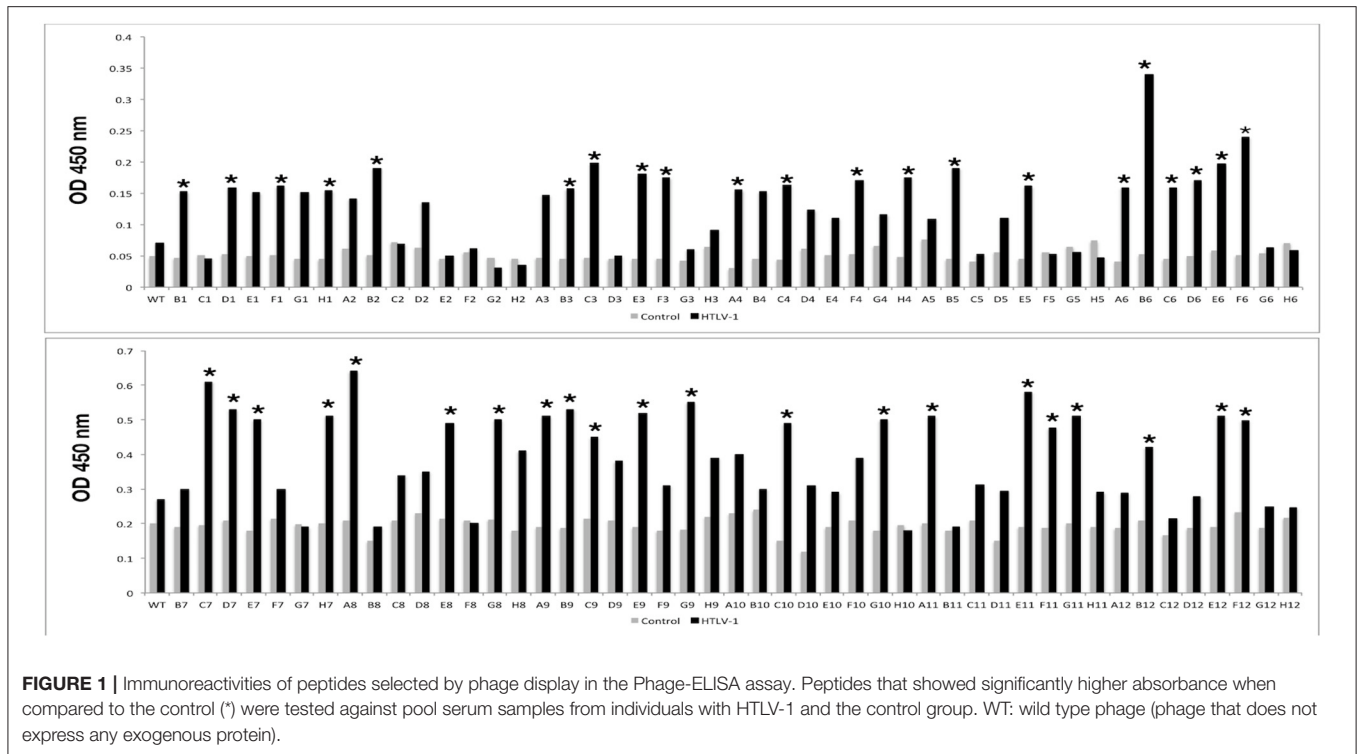 0.4
0.35
0.3
0.25
0.2
0.15
0.1
0.05
0
OD 450 nm
* * * * * * * * * * * * * * * * * * * * *
WT B1 C1 D1 E1 F1 G1 H1 A2 B2 C2 D2 E2 F2 G2 H2 A3 B3 C3 D3 E3 F3 G3 H3 A4 B4 C4 D4 E4 F4 G4 H4 A5 B5 C5 D5 E5 F5 G5 H5 A6 B6 C6 D6 E6 F6 G6 H6
Control HTLV-1
0.7
0.6
0.5
0.4
0.3
0.2
0.1
0
OD 450 nm
* * * * * * * * * * * * * * * * * * * * *
WT B7 C7 D7 E7 F7 G7 H7 A8 B8 C8 D8 E8 F8 G8 H8 A9 B9 C9 D9 E9 F9 G9 H9 A10 B10 C10 D10 E10 F10 G10 H10 A11 B11 C11 D11 E11 F11 G11 H11 A12 B12 C12 D12 E12 F12 G12 H12
Control HTLV-1
FIGURE 1 | Immunoreactivities of peptides selected by phage display in the Phage-ELISA assay. Peptides that showed significantly higher absorbance when
compared to the control (*) were tested against pool serum samples from individuals with HTLV-1 and the control group. WT: wild type phage (phage that does not
express any exogenous protein).